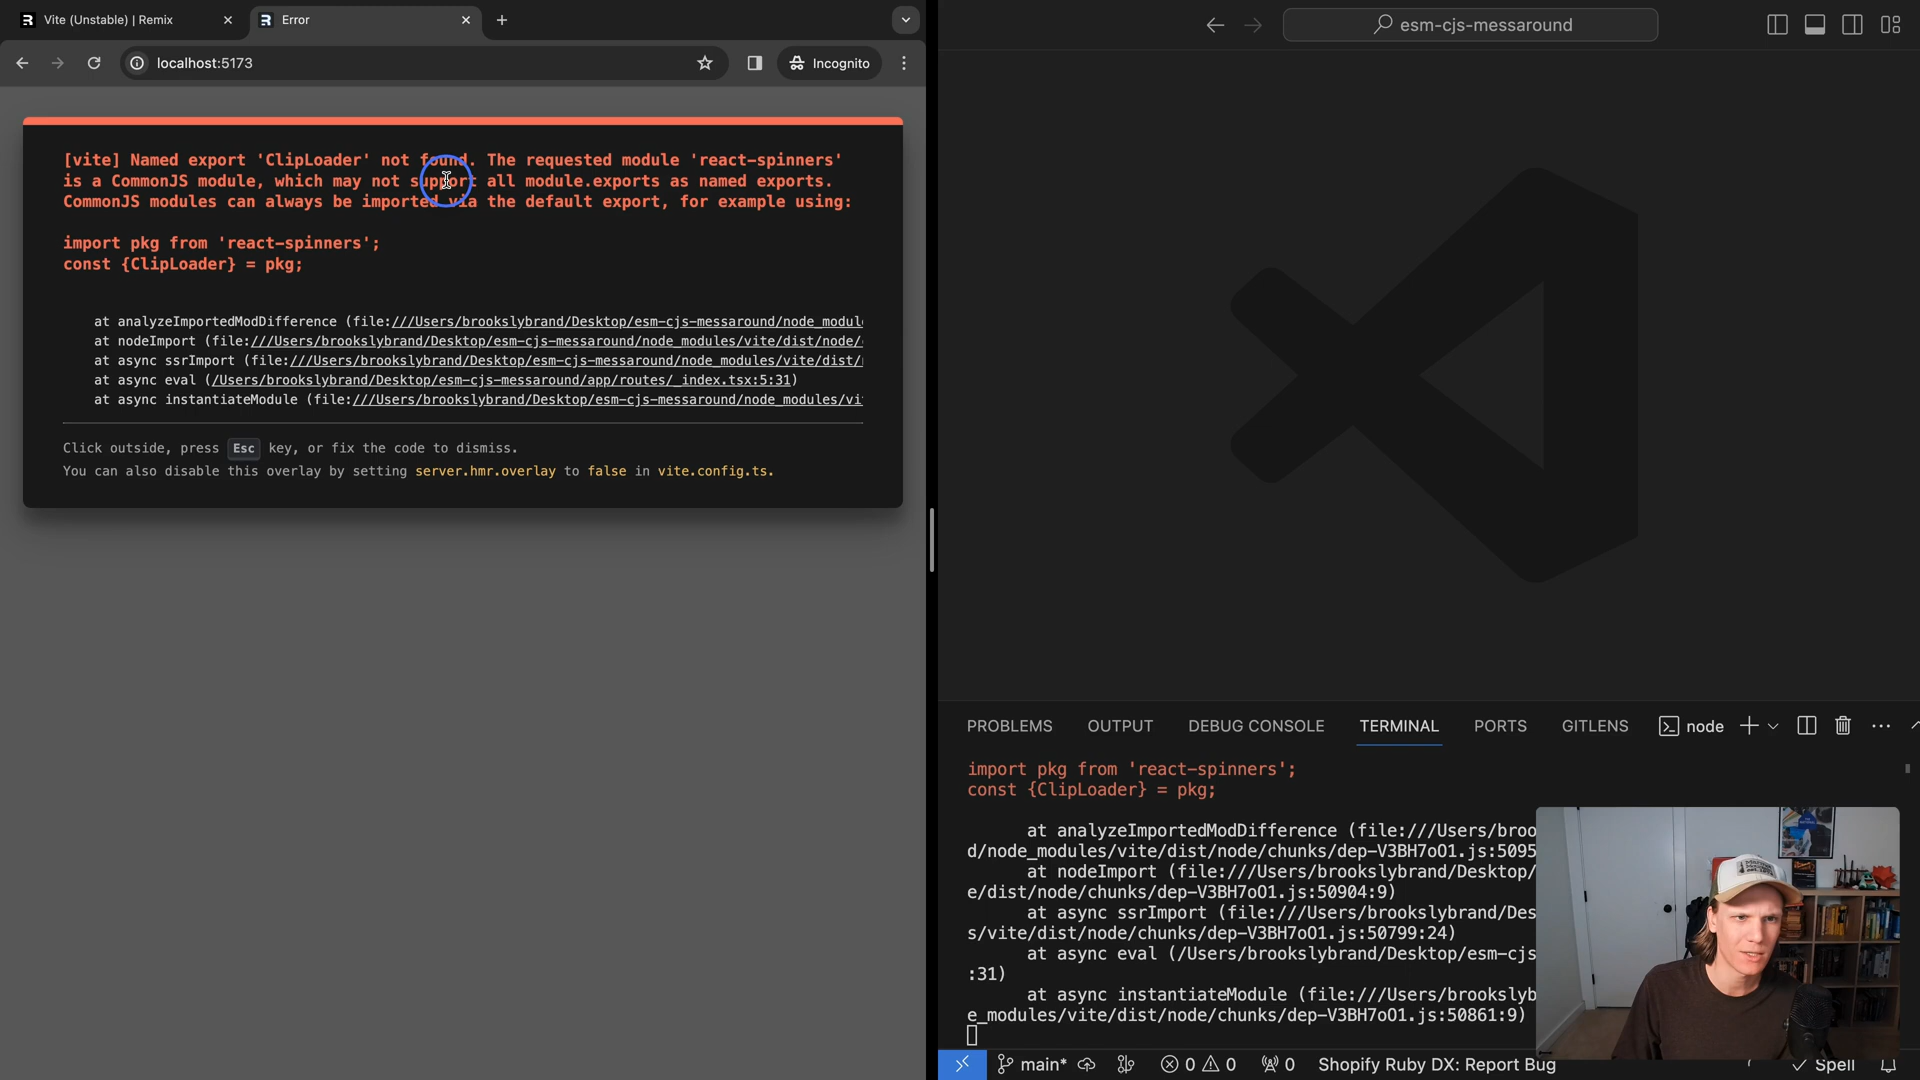 Vite (Unstable) | Remix
Error
localhost:5173
Incognito
[vite] Named export 'ClipLoader' not found. The requested module 'react-spinners'
is a CommonJS module, which may not support all module.exports as named exports.
CommonJS modules can always be imported via the default export, for example using:
import pkg from 'react-spinners';
const {ClipLoader} = pkg;
at analyzeImportedModDifference (file:///Users/brookslybrand/Desktop/esm-cjs-messaround/node_modul
at nodeImport (file:///Users/brookslybrand/Desktop/esm-cjs-messaround/node_modules/vite/dist/node/
at async ssrImport (file:///Users/brookslybrand/Desktop/esm-cjs-messaround/node_modules/vite/dist/
at async eval (/Users/brookslybrand/Desktop/esm-cjs-messaround/app/routes/_index.tsx:5:31)
at async instantiateModule (file:///Users/brookslybrand/Desktop/esm-cjs-messaround/node_modules/vi
Click outside, press Esc key, or fix the code to dismiss.
You can also disable this overlay by setting server.hmr.overlay to false in vite.config.ts.
esm-cjs-messaround
PROBLEMS OUTPUT DEBUG CONSOLE TERMINAL PORTS GITLENS node
import pkg from 'react-spinners';
const {ClipLoader} = pkg;
at analyzeImportedModDifference (file:///Users/broo
d/node_modules/vite/dist/node/chunks/dep-V3BH7oO1.js:5095
at nodeImport (file:///Users/brookslybrand/Desktop/
e/dist/node/chunks/dep-V3BH7oO1.js:50904:9)
at async ssrImport (file:///Users/brookslybrand/Des
s/vite/dist/node/chunks/dep-V3BH7oO1.js:50799:24)
at async eval (/Users/brookslybrand/Desktop/esm-cjs
:31)
at async instantiateModule (file:///Users/brookslyb
e_modules/vite/dist/node/chunks/dep-V3BH7oO1.js:50861:9)
main* 0 0 0 Shopify Ruby DX: Report Bug Spell